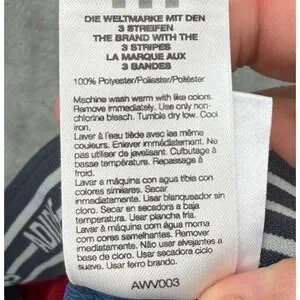 DIE WELTMARKE MIT DEN
3 STREIFEN
THE BRAND WITH THE
3 STRIPES
LA MARQUE AUX
3 BANDES
100% Polyester/Poliester/Poliéster
Machine wash warm with like colors.
Remove immediately. Use only non-
chlorine bleach. Tumble dry low. Cool
iron.
Laver à l'eau tiède avec les même
couleurs. Enlever immédiatement. Ne
pas utiliser de javelisant. Culbutage à
basse température. Repassage à
froid.
Lavar a máquina con agua tibia con
colores similares. Secar
inmediatamente. Usar blanqueador sin
cloro. Secar en secadora a baja
temperatura. Usar plancha fria.
Lavar a máquina com água morna
com cores semelhantes. Remover
imediatamente. Não usar alvejantes a
base de cloro. Usar secadora ciclo
suave. Usar ferro brando.
AWV003